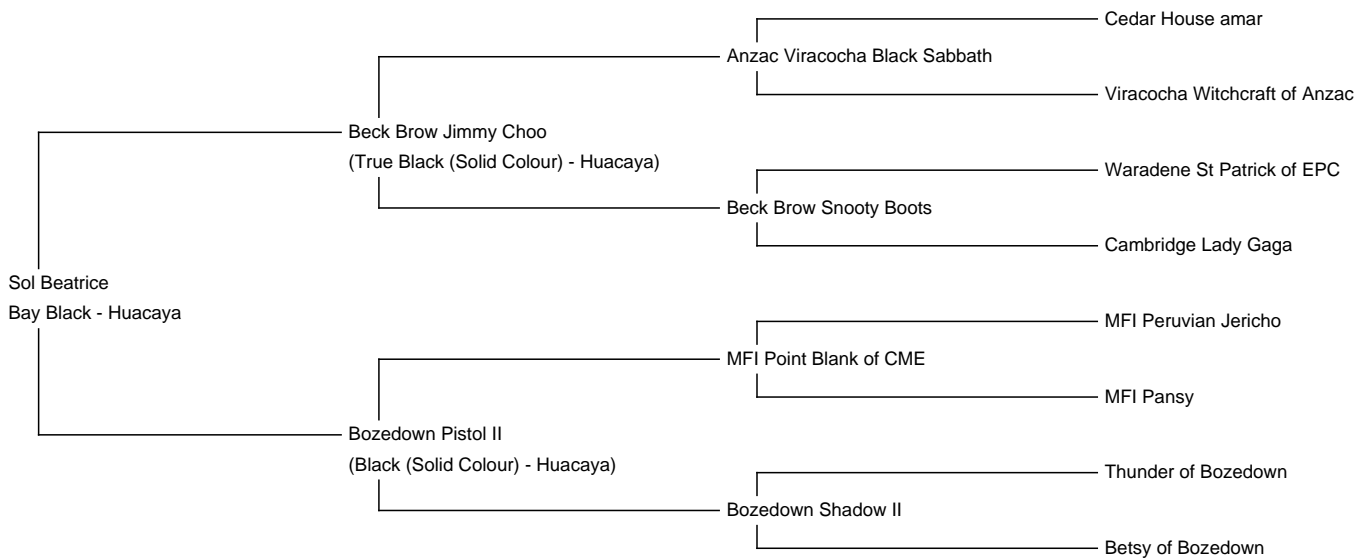 Cedar House amar
Anzac Viracocha Black Sabbath
Viracocha Witchcraft of Anzac
Beck Brow Jimmy Choo
(True Black (Solid Colour) - Huacaya)
Waradene St Patrick of EPC
Beck Brow Snooty Boots
Cambridge Lady Gaga
Sol Beatrice
Bay Black - Huacaya
MFI Peruvian Jericho
MFI Point Blank of CME
MFI Pansy
Bozedown Pistol II
(Black (Solid Colour) - Huacaya)
Thunder of Bozedown
Bozedown Shadow II
Betsy of Bozedown